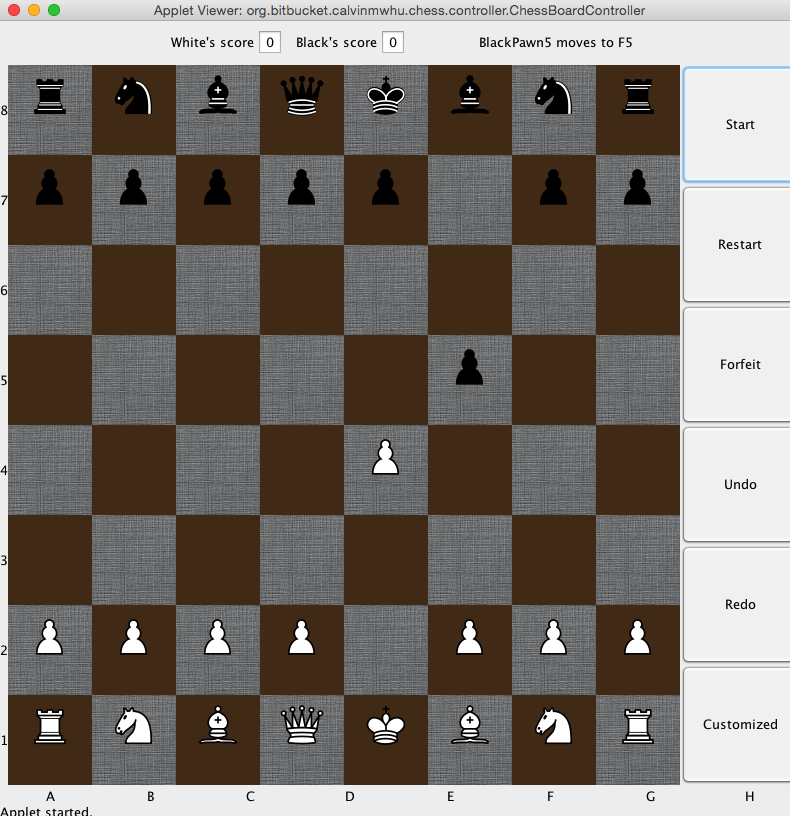 Applet Viewer: org.bitbucket.calvinmwhu.chess.controller.ChessBoardController
White's score 0 Black's score 0 BlackPawn5 moves to F5
8
Start
7
Restart
6
5
Forfeit
4
Undo
3
Redo
2
1
Customized
A B C D E F G H
Applet started.